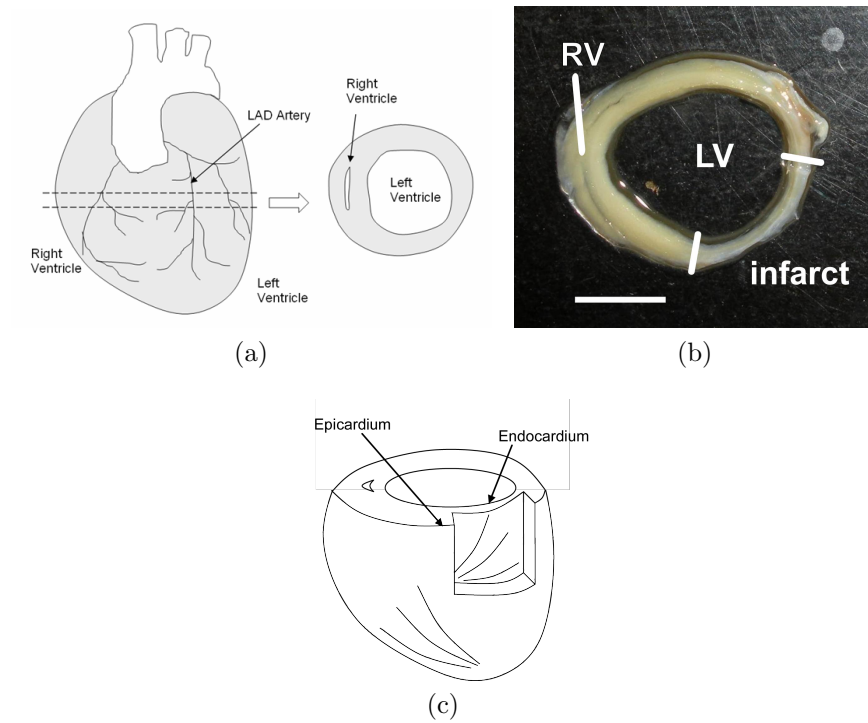 LAD Artery
Right
Ventricle
Left
Ventricle
Right
Ventricle
Left
Ventricle
(a)
RV
LV
infarct
(b)
Epicardium
Endocardium
(c)